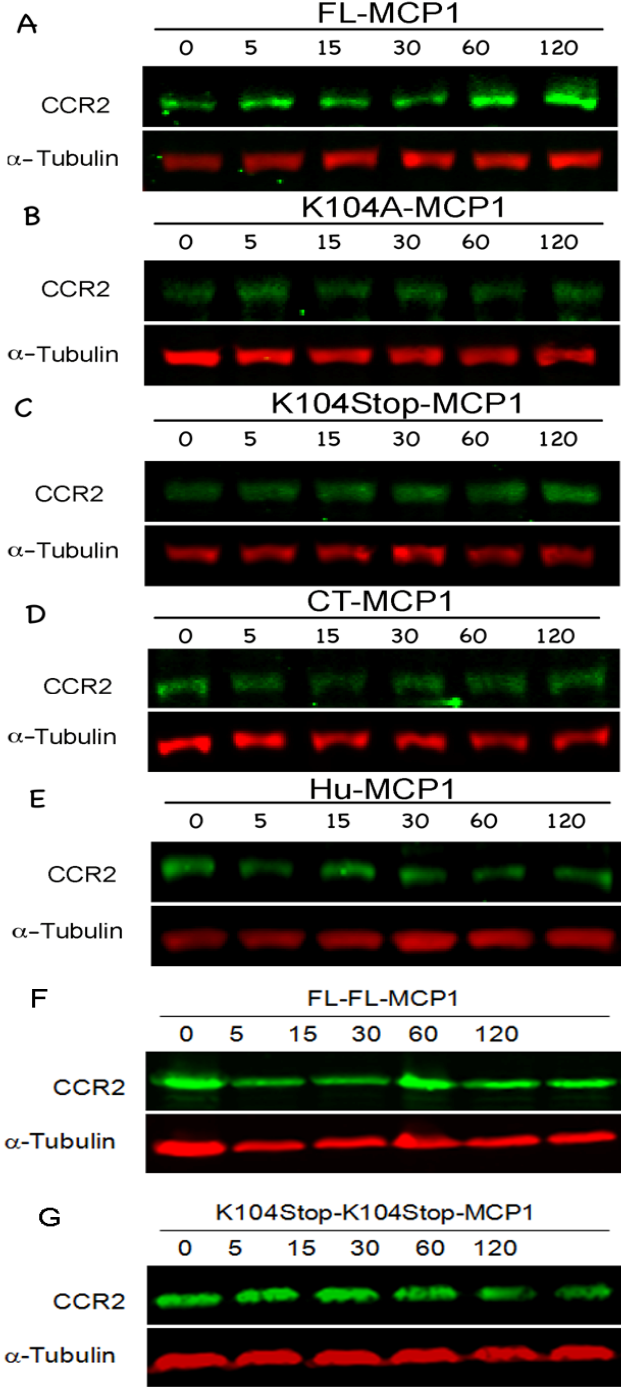 A
FL-MCP1
0 5 15 30 60 120
CCR2
α-Tubulin
B
K104A-MCP1
0 5 15 30 60 120
CCR2
α-Tubulin
C
K104Stop-MCP1
0 5 15 30 60 120
CCR2
α-Tubulin
D
CT-MCP1
0 5 15 30 60 120
CCR2
α-Tubulin
E
Hu-MCP1
0 5 15 30 60 120
CCR2
α-Tubulin
F
FL-FL-MCP1
0 5 15 30 60 120
CCR2
α-Tubulin
G
K104Stop-K104Stop-MCP1
0 5 15 30 60 120
CCR2
α-Tubulin